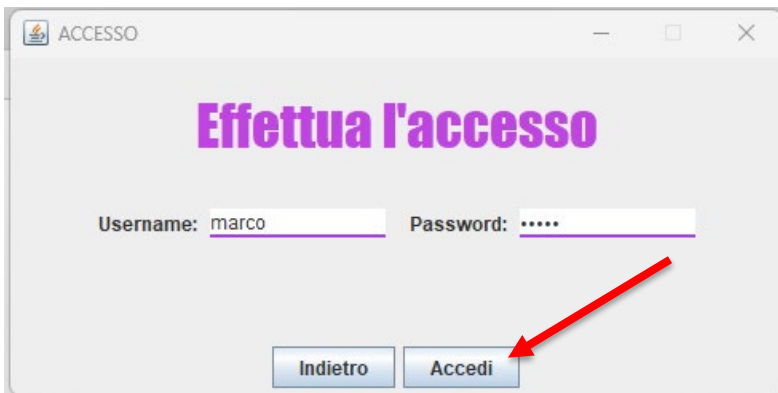 ACCESSO
Effettua l'accesso
Username: marco Password: •••••
Indietro Accedi